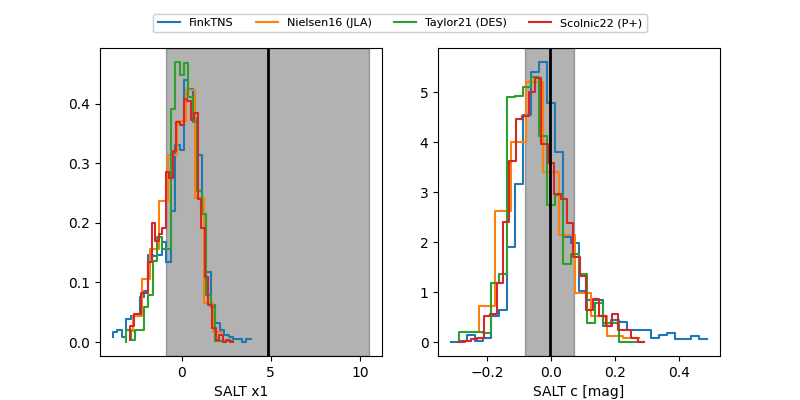 FinkTNS Nielsen16 (JLA) Taylor21 (DES) Scolnic22 (P+)
0.4
0.3
0.2
0.1
0.0
0 5 10
SALT x1
5
4
3
2
1
0
−0.2 0.0 0.2 0.4
SALT c [mag]